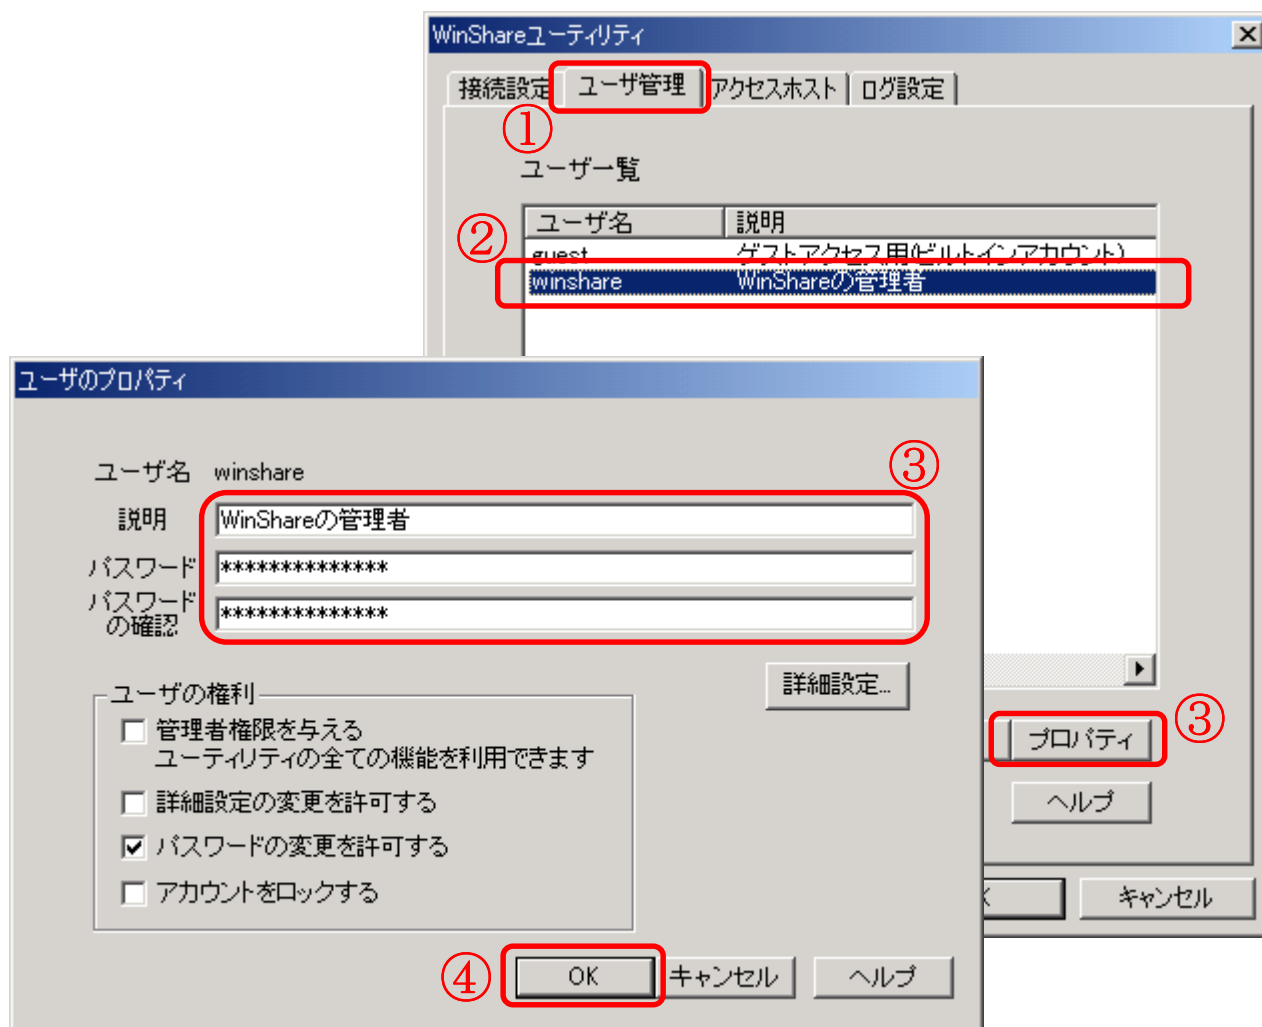 WinShareユーティリティ
接続設定 ユーザ管理 アクセスホスト ログ設定
①
ユーザ一覧
②
ユーザ名 説明
guest ゲストアクセス用(ビルトインアカウント)
winshare WinShareの管理者
ユーザのプロパティ
③
ユーザ名 winshare
説明 WinShareの管理者
パスワード **************
パスワード
の確認 **************
詳細設定...
ユーザの権利
管理者権限を与える
ユーティリティの全ての機能を利用できます
詳細設定の変更を許可する
パスワードの変更を許可する
アカウントをロックする
④
OK キャンセル ヘルプ
③
プロパティ
ヘルプ
キャンセル